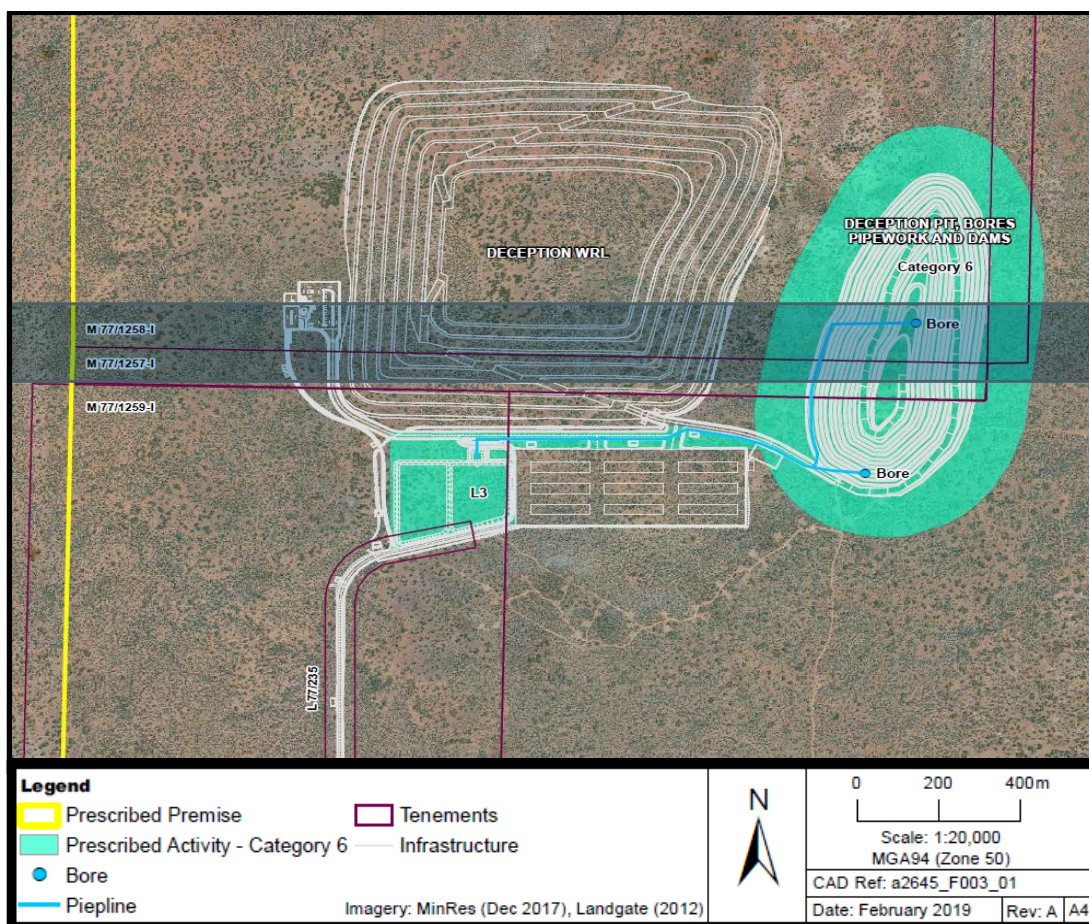 DECEPTION WRL
DECEPTION PIT, BORES
PIPEWORK AND DAMS
Category 6
Bore
M 77/1258-I
M 77/1257-I
M 77/1259-I
Bore
L3
L 77/235
Legend
Prescribed Premise
Tenements
Prescribed Activity - Category 6
Infrastructure
Bore
Piepline
Imagery: MinRes (Dec 2017), Landgate (2012)
N
0 200 400m
Scale: 1:20,000
MGA94 (Zone 50)
CAD Ref: a2645_F003_01
Date: February 2019
Rev: A
A4